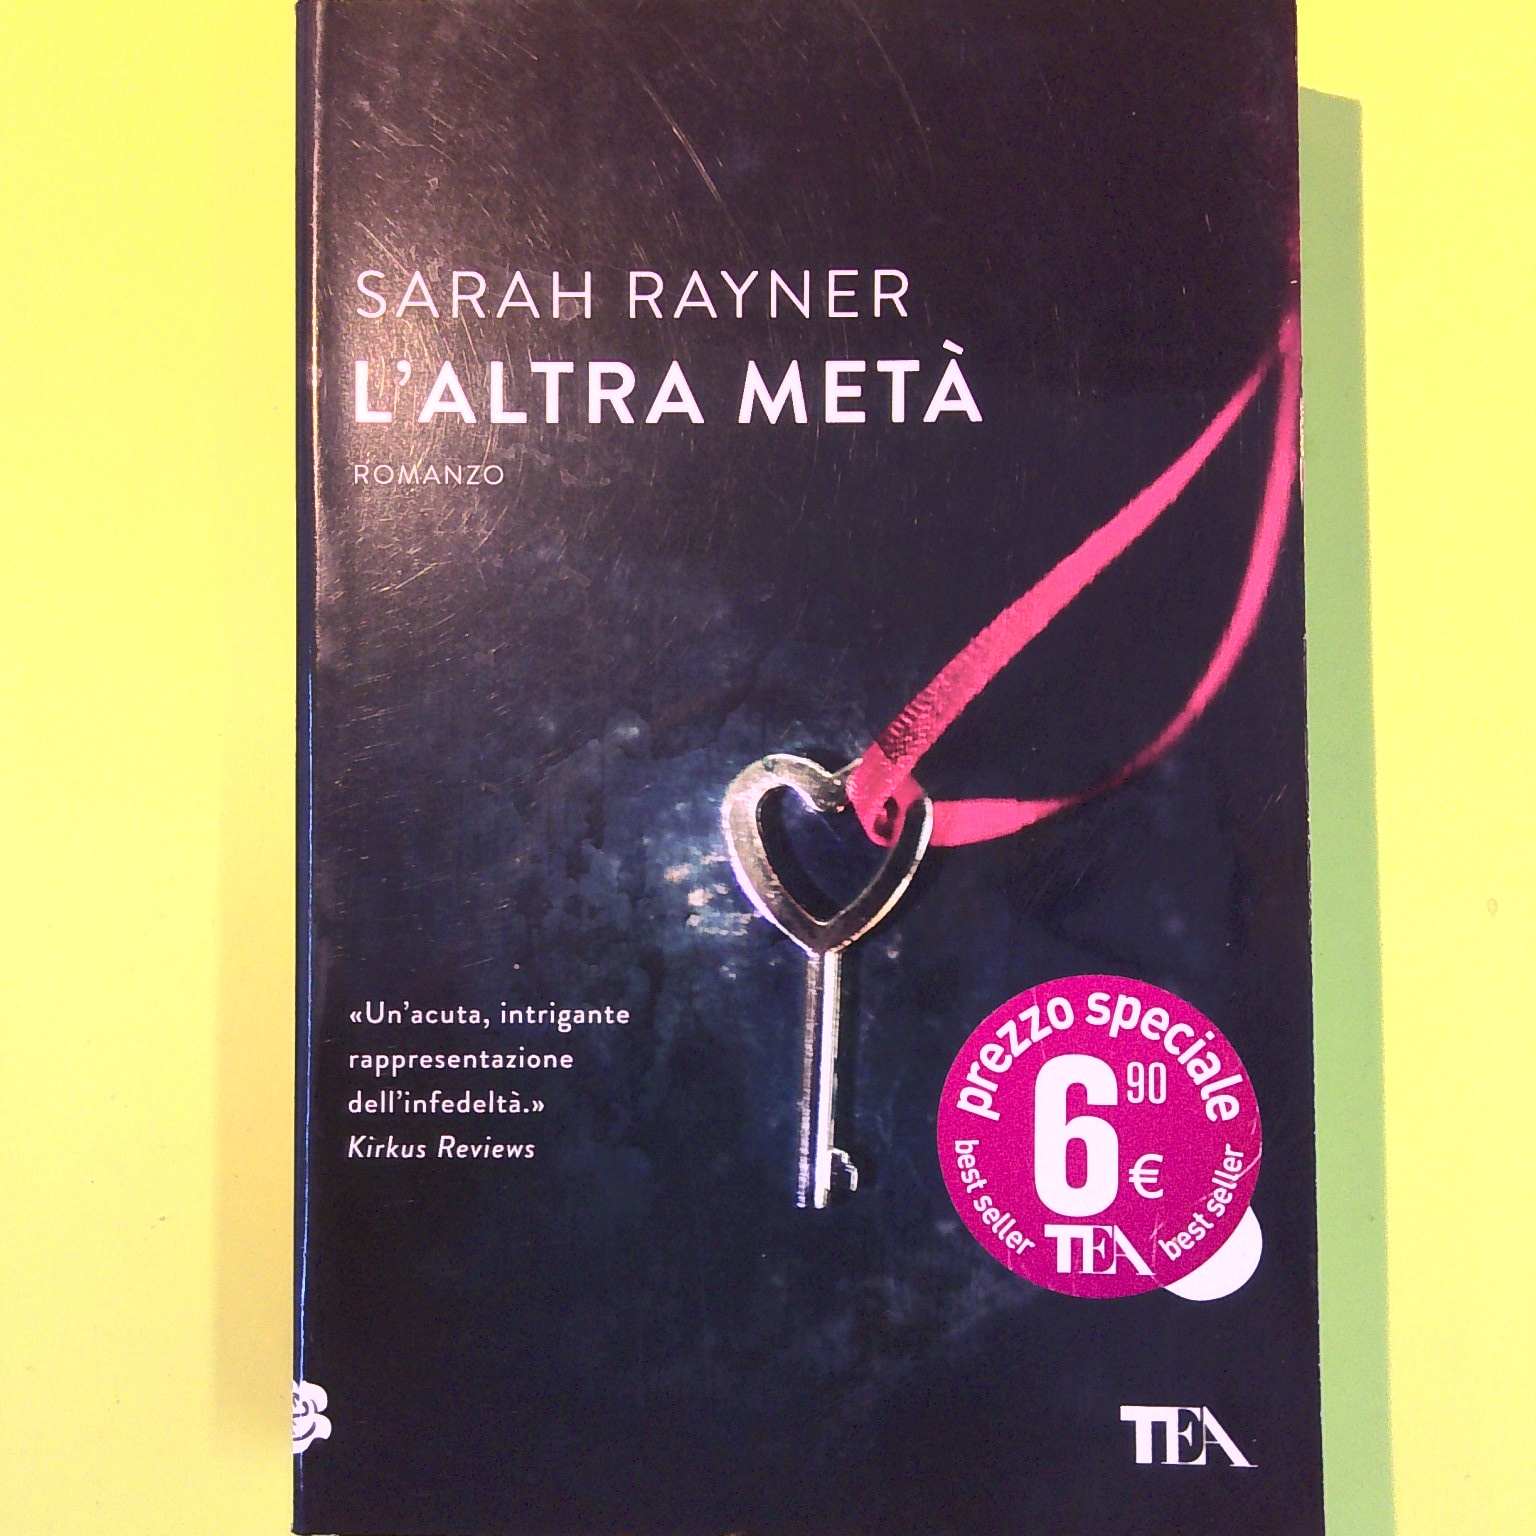 SARAH RAYNER
L'ALTRA METÀ
ROMANZO
«Un'acuta, intrigante
rappresentazione
dell'infedeltà.»
Kirkus Reviews
prezzo speciale
6 90 €
best seller
TEA
best seller
TEA